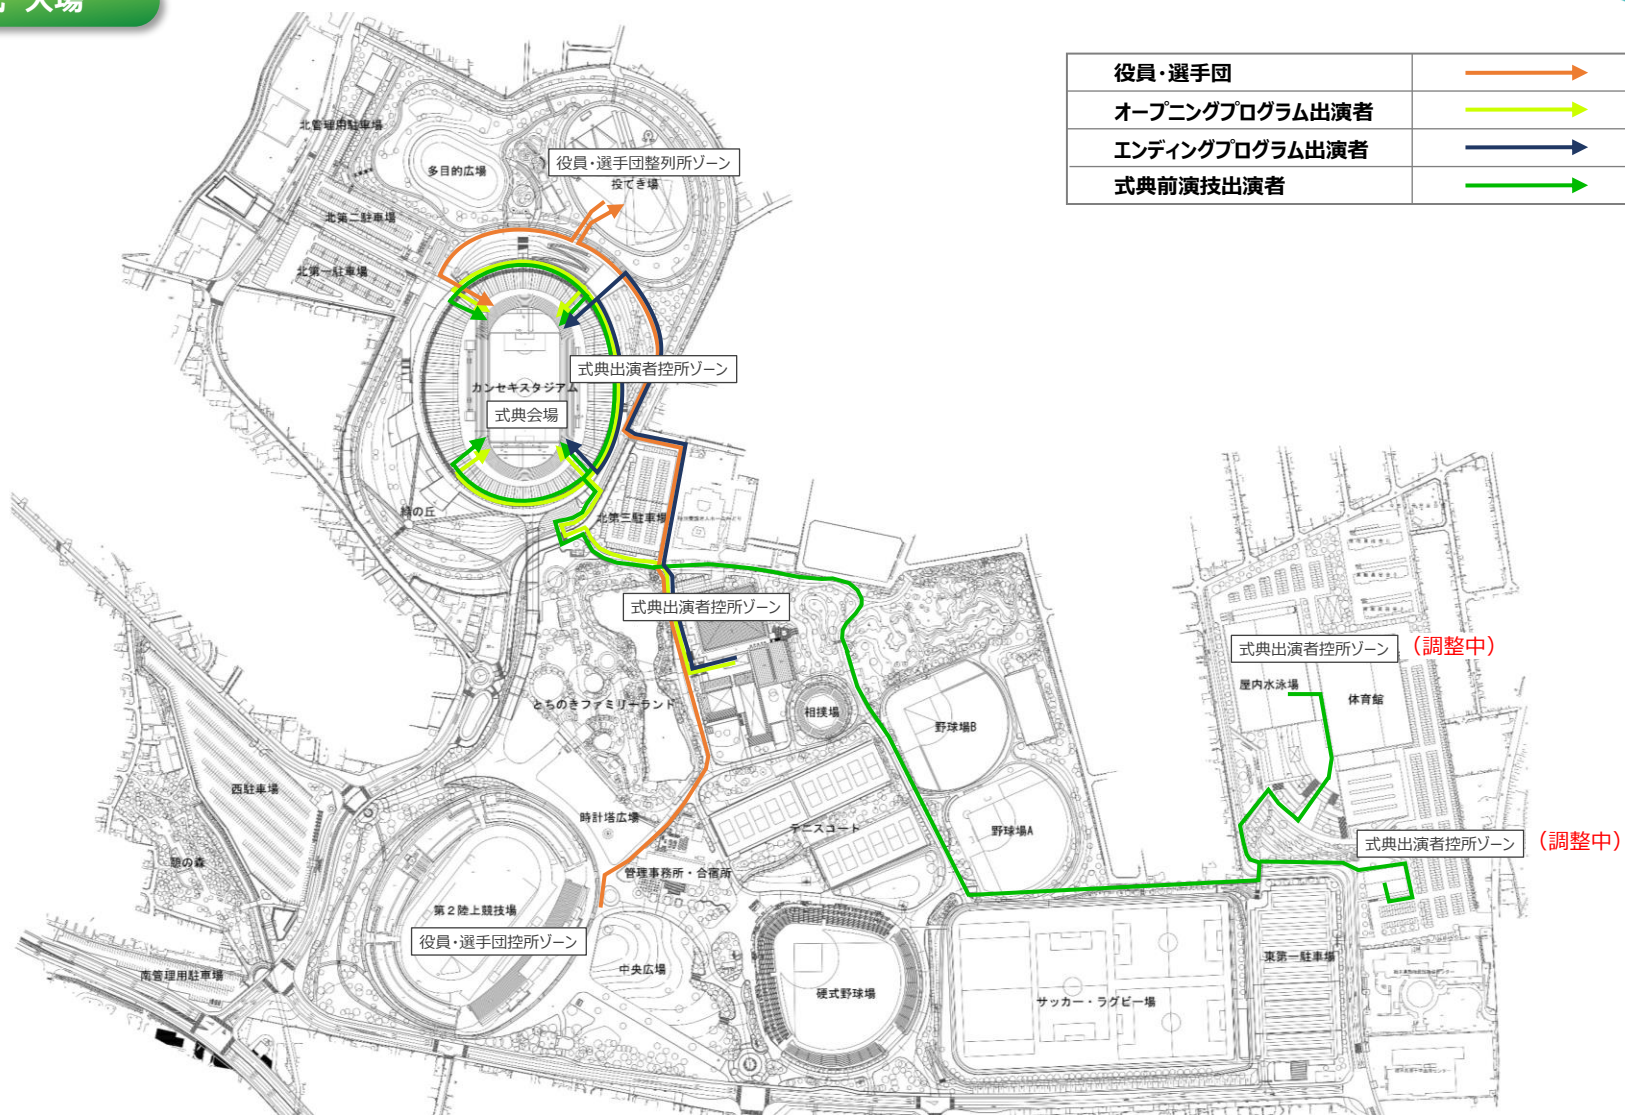 入場
役員・選手団
オープニングプログラム出演者
エンディングプログラム出演者
式典前演技出演者
北管理用駐車場
多目的広場
役員・選手団整列所ゾーン
投てき場
北第二駐車場
北第一駐車場
式典出演者控所ゾーン
カンセキスタジアム
式典会場
緑の丘
北第三駐車場
式典出演者控所ゾーン
式典出演者控所ゾーン
（調整中）
屋内水泳場
体育館
とちのきファミリーランド
相撲場
野球場B
西駐車場
時計塔広場
テニスコート
野球場A
式典出演者控所ゾーン
（調整中）
憩の森
管理事務所・合宿所
第２陸上競技場
役員・選手団控所ゾーン
中央広場
南管理用駐車場
硬式野球場
サッカー・ラグビー場
東第一駐車場